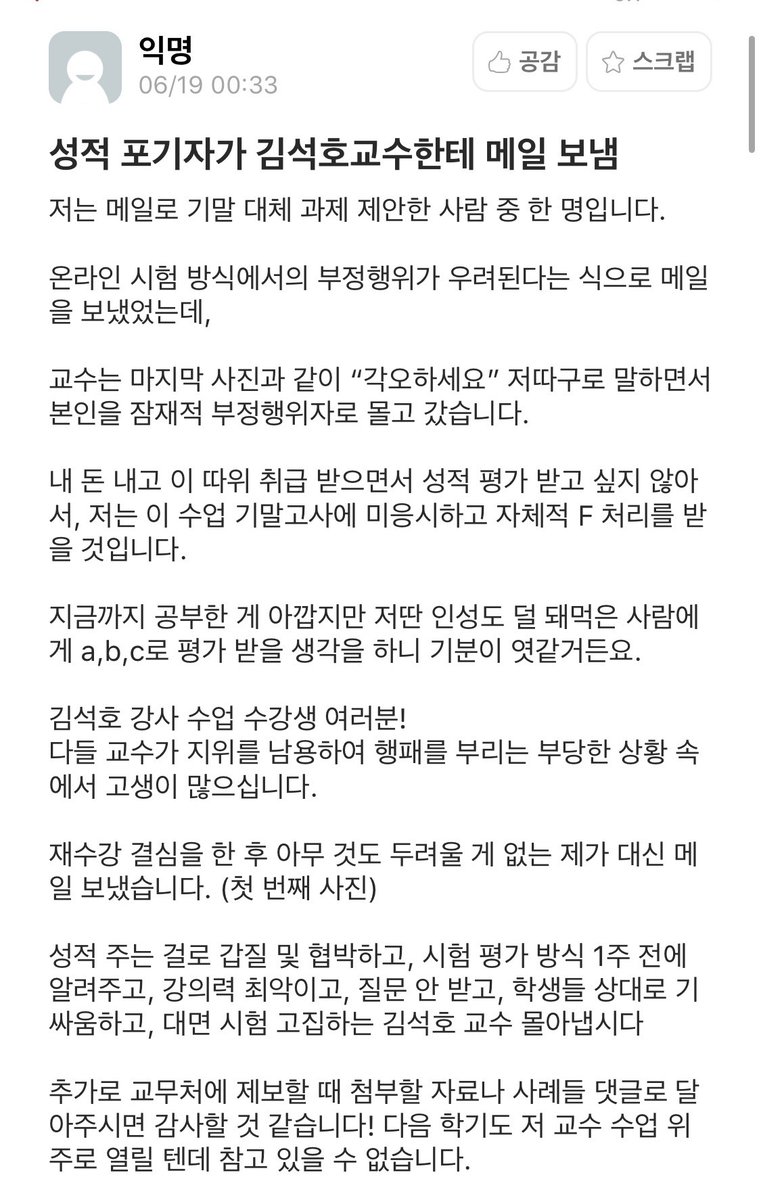 익명
06/19 00:33
공감
스크랩
성적 포기자가 김석호교수한테 메일 보냄
저는 메일로 기말 대체 과제 제안한 사람 중 한 명입니다.
온라인 시험 방식에서의 부정행위가 우려된다는 식으로 메일
을 보냈었는데,
교수는 마지막 사진과 같이 “각오하세요” 저따구로 말하면서
본인을 잠재적 부정행위자로 몰고 갔습니다.
내 돈 내고 이 따위 취급 받으면서 성적 평가 받고 싶지 않아
서, 저는 이 수업 기말고사에 미응시하고 자체적 F 처리를 받
을 것입니다.
지금까지 공부한 게 아깝지만 저딴 인성도 덜 돼먹은 사람에
게 a,b,c로 평가 받을 생각을 하니 기분이 엿같거든요.
김석호 강사 수업 수강생 여러분!
다들 교수가 지위를 남용하여 행패를 부리는 부당한 상황 속
에서 고생이 많으십니다.
재수강 결심을 한 후 아무 것도 두려울 게 없는 제가 대신 메
일 보냈습니다. (첫 번째 사진)
성적 주는 걸로 갑질 및 협박하고, 시험 평가 방식 1주 전에
알려주고, 강의력 최악이고, 질문 안 받고, 학생들 상대로 기
싸움하고, 대면 시험 고집하는 김석호 교수 몰아냅시다
추가로 교무처에 제보할 때 첨부할 자료나 사례들 댓글로 달
아주시면 감사할 것 같습니다! 다음 학기도 저 교수 수업 위
주로 열릴 텐데 참고 있을 수 없습니다.